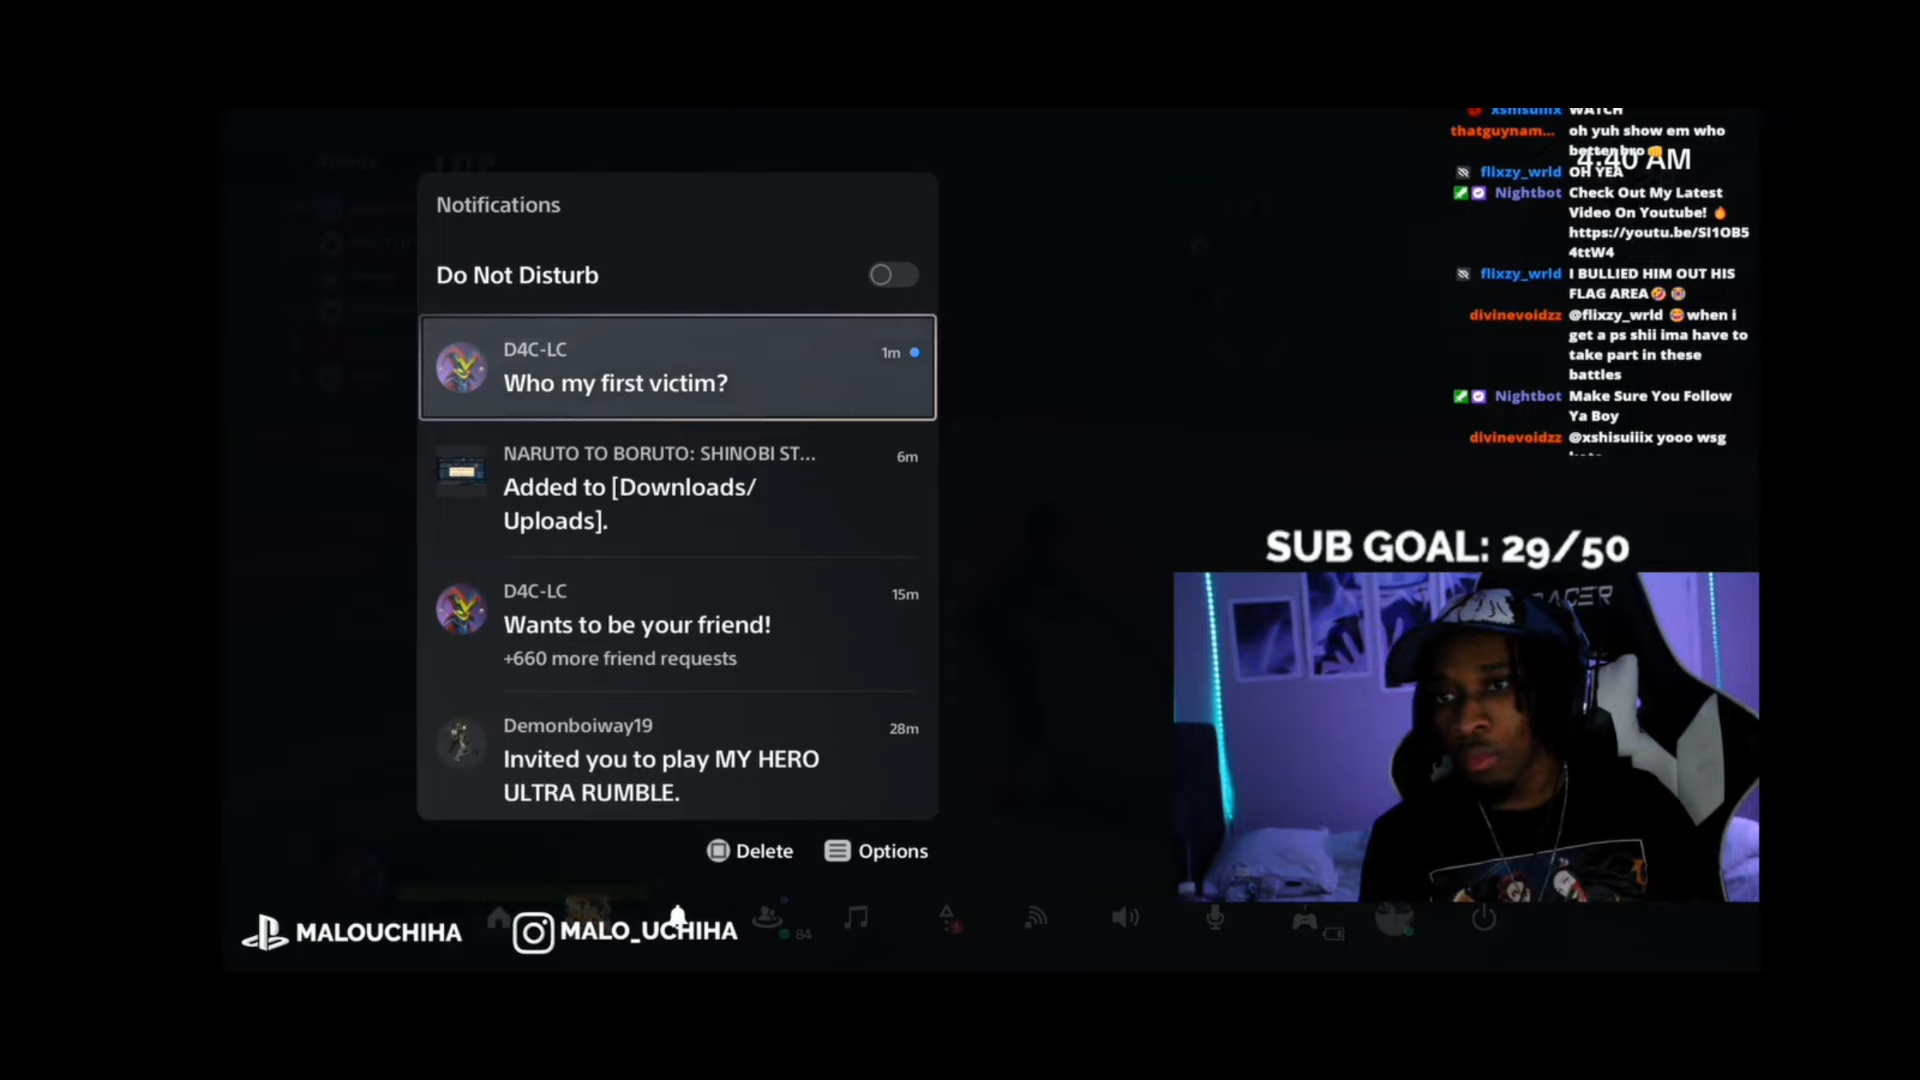 Notifications
Do Not Disturb
D4C-LC
1m
Who my first victim?
NARUTO TO BORUTO: SHINOBI ST...
6m
Added to [Downloads/
Uploads].
D4C-LC
15m
Wants to be your friend!
+660 more friend requests
Demonboiway19
28m
Invited you to play MY HERO
ULTRA RUMBLE.
Delete
Options
MALOUCHIHA
MALO_UCHIHA
84
xshisuiiix WATCH
thatguynam... oh yuh show em who
better bro
4:40 AM
flixzy_wrld OH YEA
Nightbot Check Out My Latest
Video On Youtube!
https://youtu.be/SI1OB5
4ttW4
flixzy_wrld I BULLIED HIM OUT HIS
FLAG AREA
divinevoidzz @flixzy_wrld when i
get a ps shii ima have to
take part in these
battles
Nightbot Make Sure You Follow
Ya Boy
divinevoidzz @xshisuiiix yooo wsg
SUB GOAL: 29/50